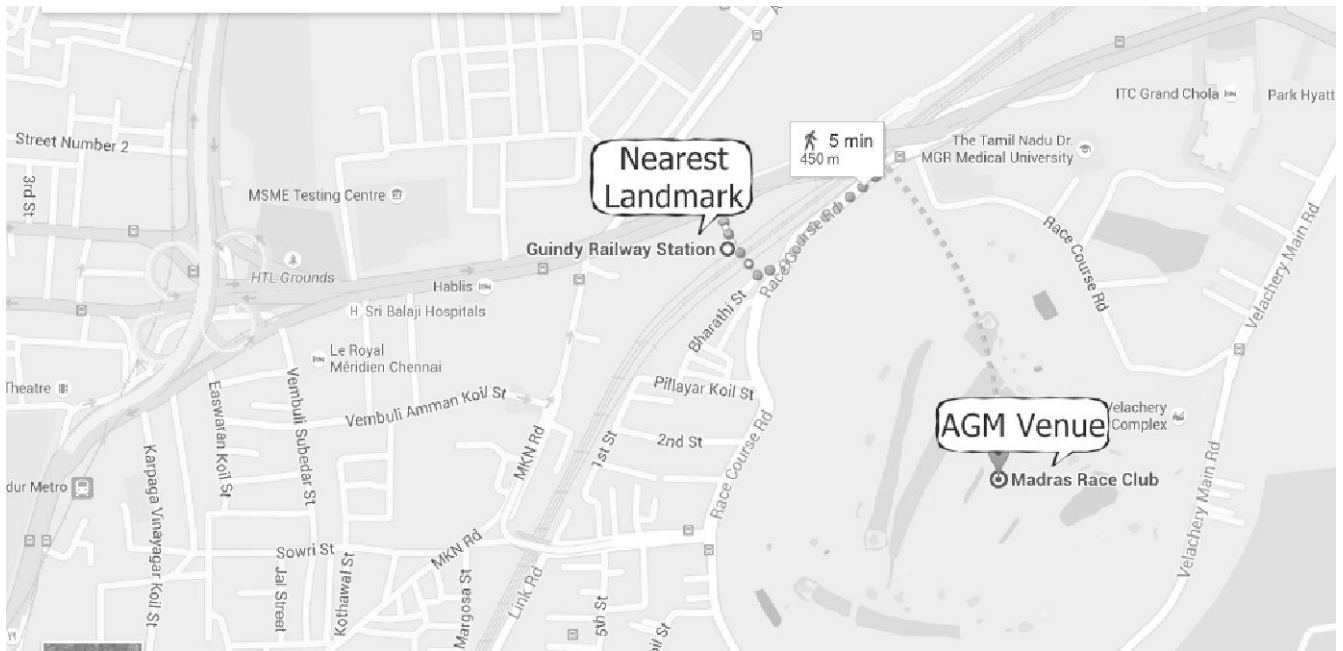 ITC Grand Chola
Park Hyatt
Street Number 2
3rd St
Nearest
Landmark
5 min
450 m
The Tamil Nadu Dr.
MGR Medical University
MSME Testing Centre
Guindy Railway Station
Race Course Rd
Race Course Rd
Velachery Main Rd
HTL Grounds
Hablis
H Sri Balaji Hospitals
Bharathi St
Le Royal
Méridien Chennai
Theatre
Easwaran Koil St
Vembuli Subedar St
Vembuli Amman Koil St
Pillayar Koil St
AGM Venue
Velachery
Complex
2nd St
1st St
MKN Rd
Race Course Rd
Karpaga Vinayagar Koil St
dur Metro
Madras Race Club
Velachery Main Rd
Sowri St
MKN Rd
Jal Street
Kothawal St
Margosa St
Link Rd
5th St
oil St